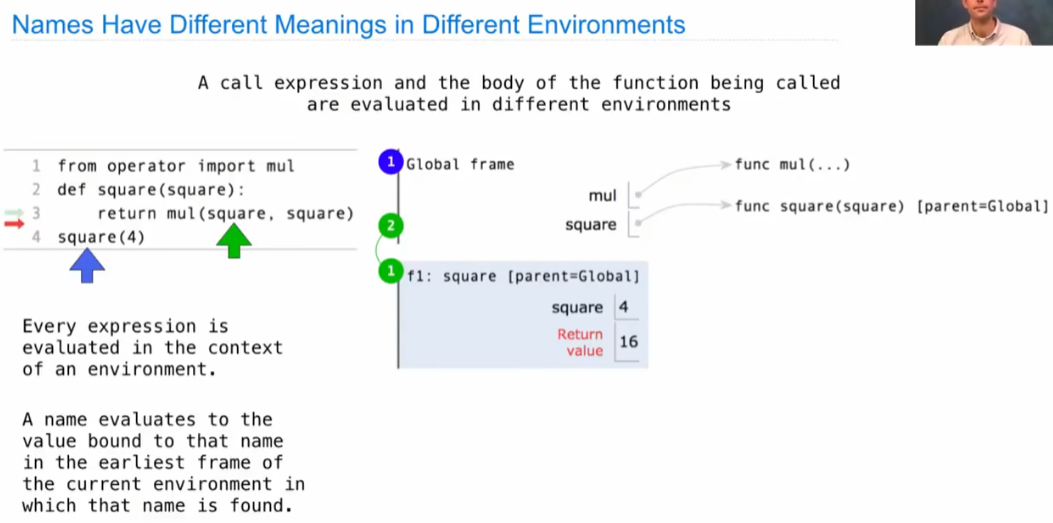 Names Have Different Meanings in Different Environments
A call expression and the body of the function being called
are evaluated in different environments
1 from operator import mul
2 def square(square):
3     return mul(square, square)
4 square(4)
Every expression is
evaluated in the context
of an environment.
A name evaluates to the
value bound to that name
in the earliest frame of
the current environment in
which that name is found.
1 Global frame
mul
square
2
1 f1: square [parent=Global]
square 4
Return
value 16
func mul(...)
func square(square) [parent=Global]